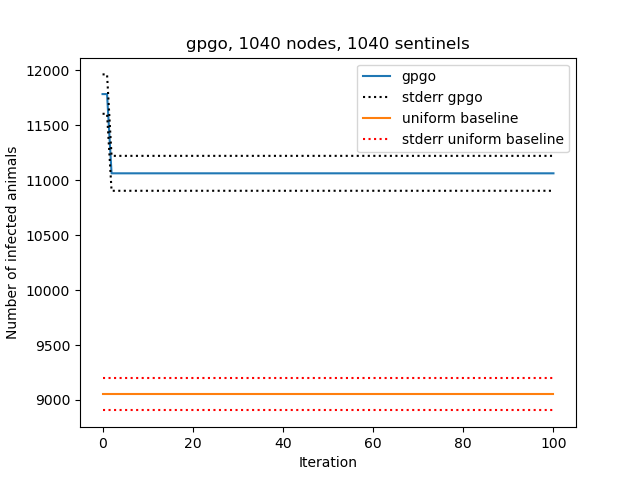 gpgo, 1040 nodes, 1040 sentinels
12000
11500
11000
10500
10000
9500
9000
Number of infected animals
gpgo
stderr gpgo
uniform baseline
stderr uniform baseline
0
20
40
60
80
100
Iteration